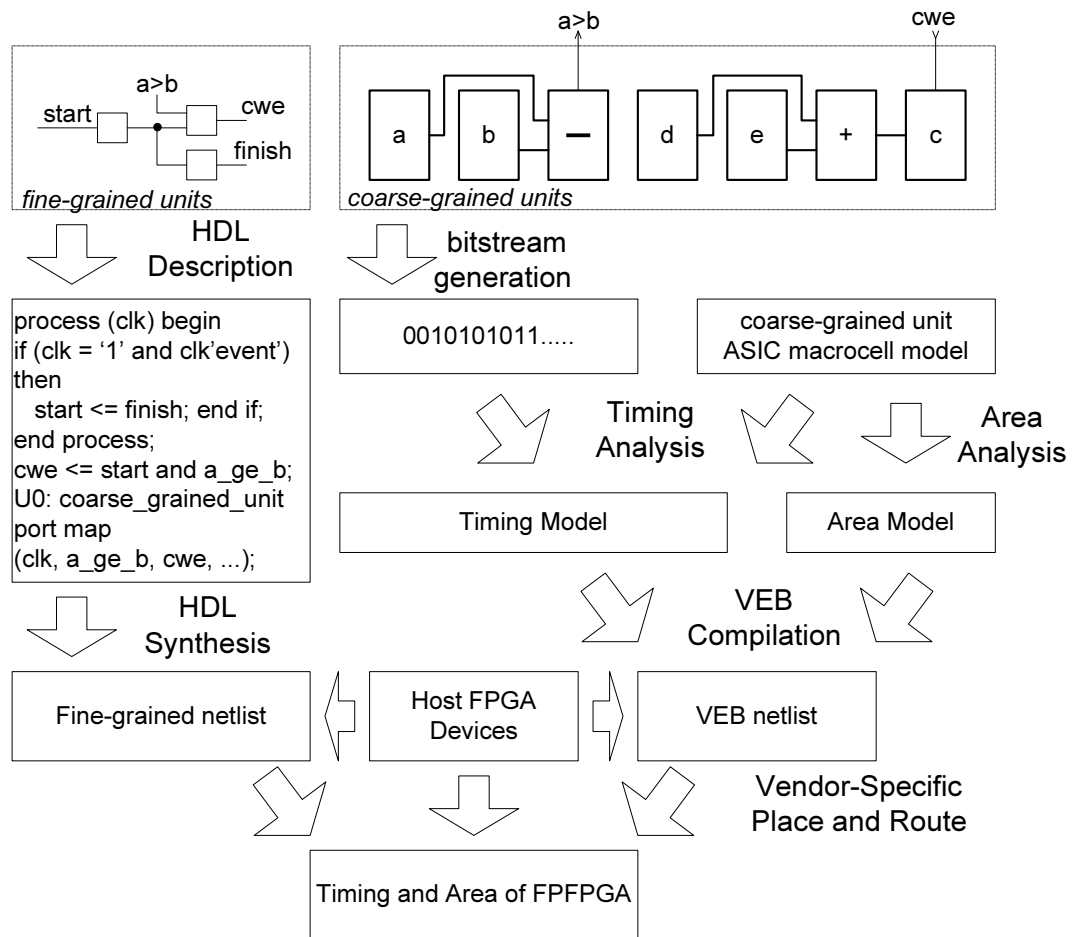 a>b
cwe
a>b
start
cwe
finish
fine-grained units
a
b
–
d
e
+
c
coarse-grained units
HDL
Description
bitstream
generation
process (clk) begin
if (clk = ‘1’ and clk’event’)
then
start <= finish; end if;
end process;
cwe <= start and a_ge_b;
U0: coarse_grained_unit
port map
(clk, a_ge_b, cwe, ...);
0010101011.....
coarse-grained unit
ASIC macrocell model
Timing
Analysis
Area
Analysis
Timing Model
Area Model
HDL
Synthesis
VEB
Compilation
Fine-grained netlist
Host FPGA
Devices
VEB netlist
Vendor-Specific
Place and Route
Timing and Area of FPFPGA